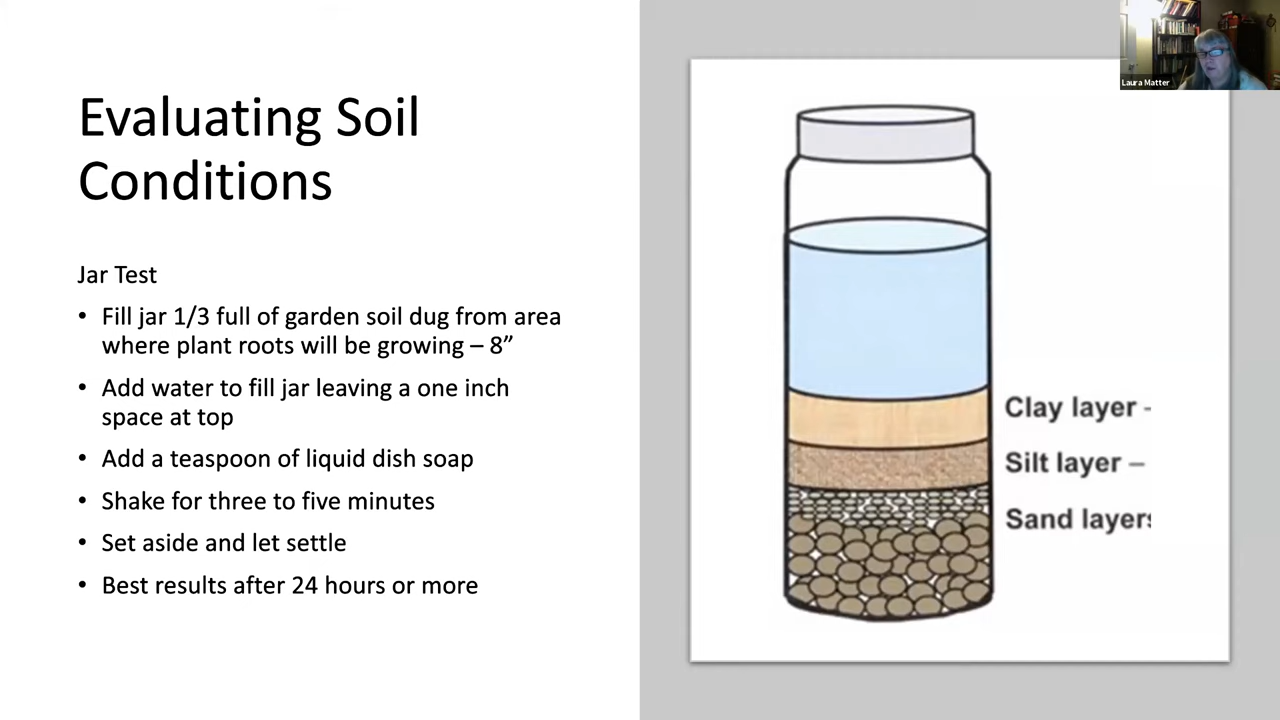 Evaluating Soil
Conditions
Jar Test
• Fill jar 1/3 full of garden soil dug from area
where plant roots will be growing – 8”
• Add water to fill jar leaving a one inch
space at top
• Add a teaspoon of liquid dish soap
• Shake for three to five minutes
• Set aside and let settle
• Best results after 24 hours or more
Clay layer -
Silt layer –
Sand layers
Laura Matter